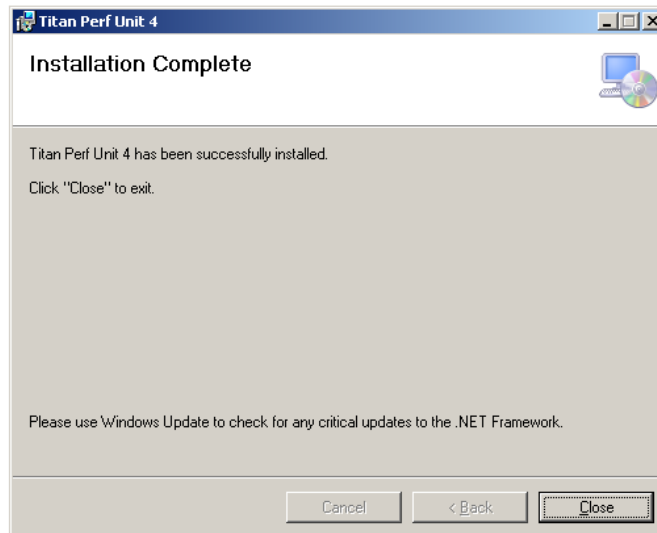 Titan Perf Unit 4
Installation Complete
Titan Perf Unit 4 has been successfully installed.
Click "Close" to exit.
Please use Windows Update to check for any critical updates to the .NET Framework.
Cancel
< Back
Close